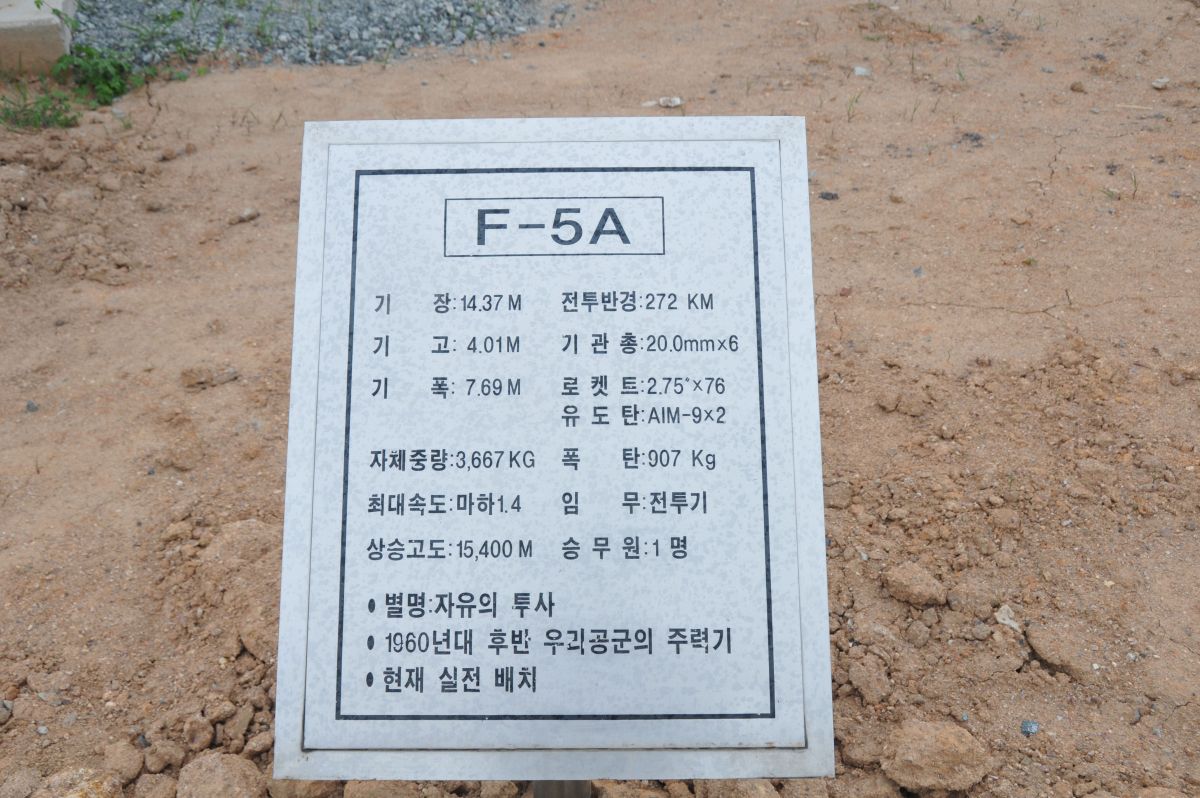 F-5A
기 장:14.37 M 전투반경:272 KM
기 고: 4.01M 기 관 총:20.0mm×6
기 폭: 7.69 M 로 켓 트:2.75"×76
유 도 탄:AIM-9×2
자체중량:3,667 KG 폭 탄:907 Kg
최대속도:마하1.4 임 무:전투기
상승고도:15,400 M 승 무 원:1 명
• 별명:자유의 투사
• 1960년대 후반 우리공군의 주력기
• 현재 실전 배치